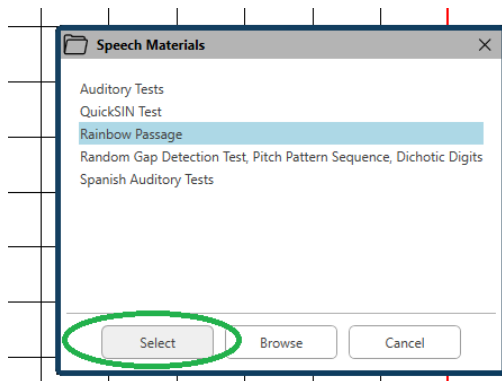 Speech Materials
Auditory Tests
QuickSIN Test
Rainbow Passage
Random Gap Detection Test, Pitch Pattern Sequence, Dichotic Digits
Spanish Auditory Tests
Select Browse Cancel